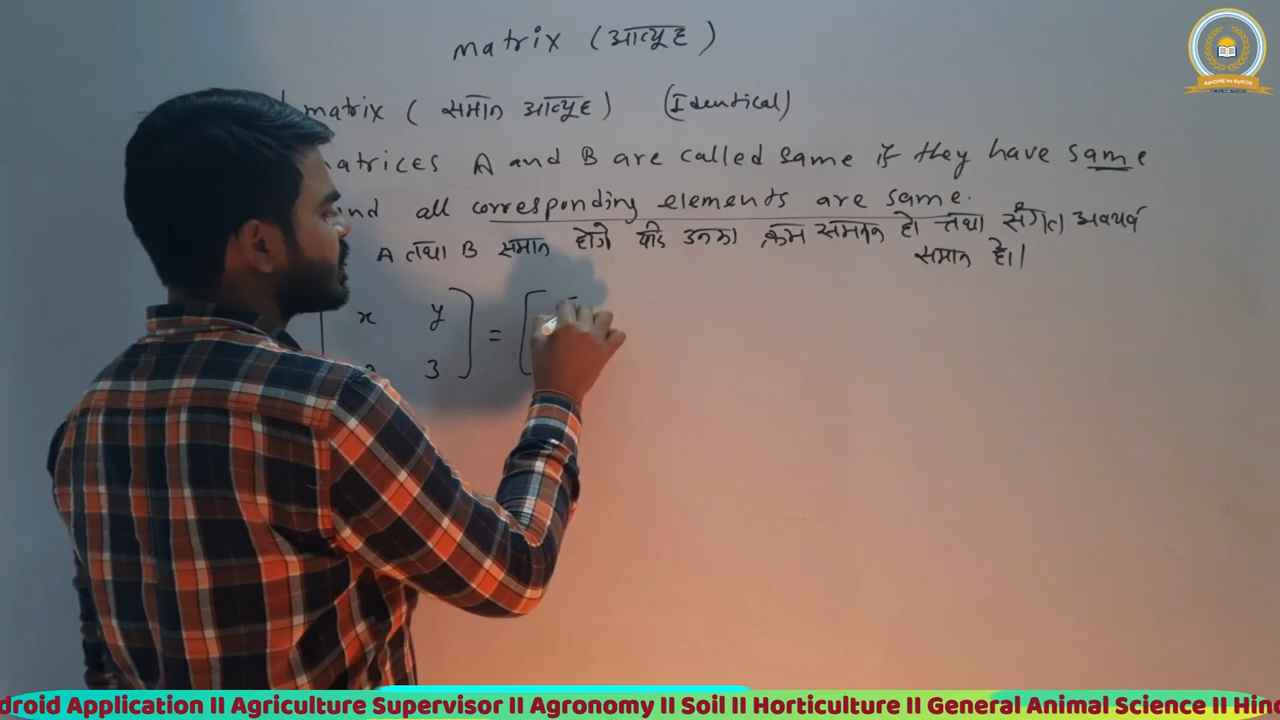 matrix (आव्यूह)
matrix ( समान आव्यूह ) (Identical)
matrices A and B are called same if they have same
and all corresponding elements are same.
A तथा B समान होंगे यदि उनका क्रम समान हो तथा संगत अवयव
समान है।
x y
= [
3
droid Application II Agriculture Supervisor II Agronomy II Soil II Horticulture II General Animal Science II Hind